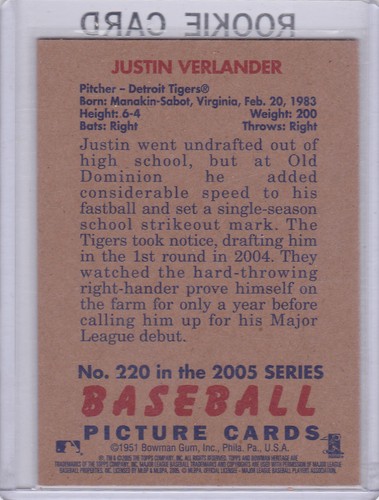 ROOKIE CARD
JUSTIN VERLANDER
Pitcher – Detroit Tigers®
Born: Manakin-Sabot, Virginia, Feb. 20, 1983
Height: 6-4 Weight: 200
Bats: Right Throws: Right
Justin went undrafted out of
high school, but at Old
Dominion he added
considerable speed to his
fastball and set a single-season
school strikeout mark. The
Tigers took notice, drafting him
in the 1st round in 2004. They
watched the hard-throwing
right-hander prove himself on
the farm for only a year before
calling him up for his Major
League debut.
No. 220 in the 2005 SERIES
BASEBALL
PICTURE CARDS
©1951 Bowman Gum, Inc., Phila., Pa., U.S.A.